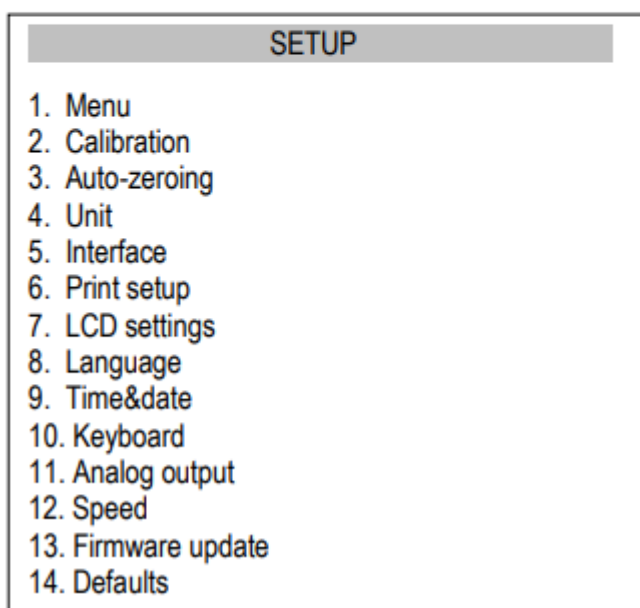 SETUP
1. Menu
2. Calibration
3. Auto-zeroing
4. Unit
5. Interface
6. Print setup
7. LCD settings
8. Language
9. Time&date
10. Keyboard
11. Analog output
12. Speed
13. Firmware update
14. Defaults